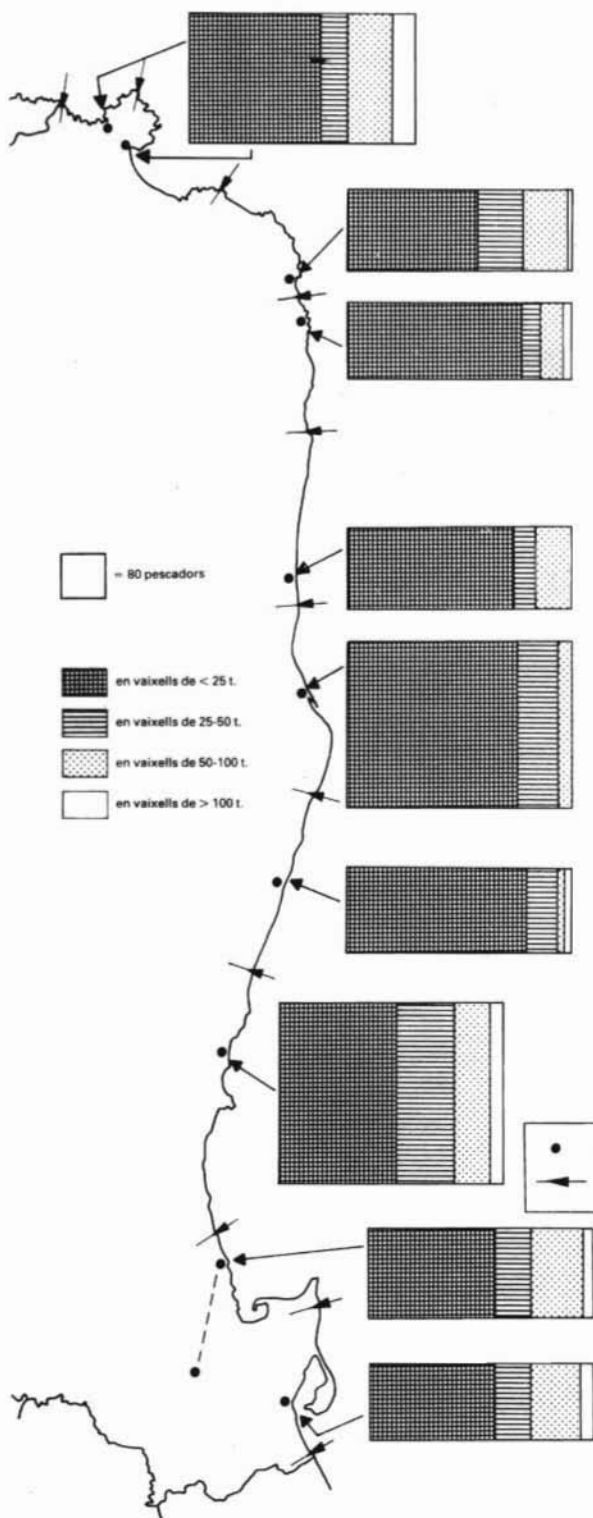 = 80 pescadors
en vaixells de < 25 t.
en vaixells de 25-50 t.
en vaixells de 50-100 t.
en vaixells de > 100 t.